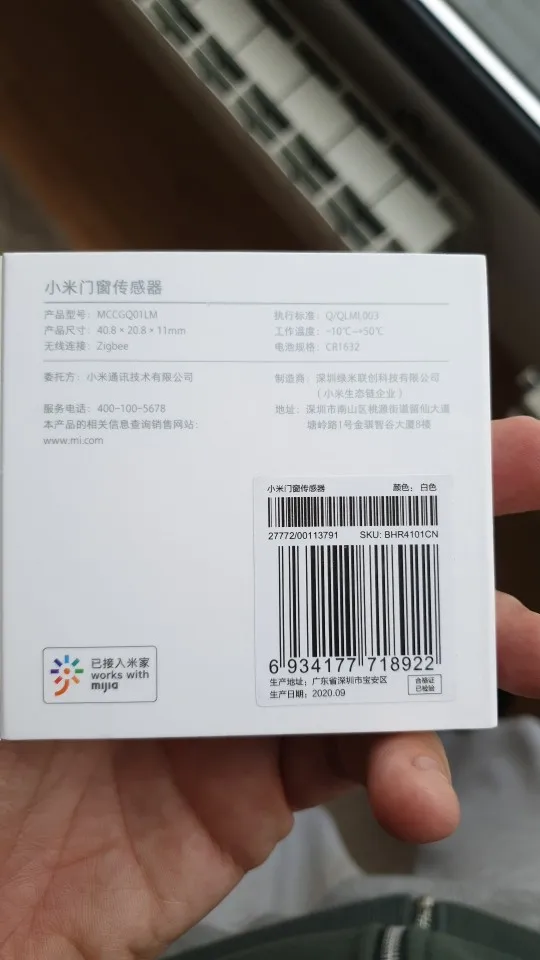 小米门窗传感器
产品型号: MCCGQ01LM
产品尺寸: 40.8 × 20.8 × 11mm
无线连接: Zigbee
执行标准: Q/QLML003
工作温度: -10℃~+50℃
电池规格: CR1632
委托方: 小米通讯技术有限公司
服务电话: 400-100-5678
本产品的相关信息查询销售网站:
www.mi.com
制造商: 深圳绿米联创科技有限公司
(小米生态链企业)
地址: 深圳市南山区桃源街道留仙大道
塘岭路1号金骐智谷大厦8楼
小米门窗传感器 颜色: 白色
27772/00113791 SKU: BHR4101CN
6 934177 718922
生产地址: 广东省深圳市宝安区
生产日期: 2020.09
合格证
已检验
已接入米家
works with
mijia